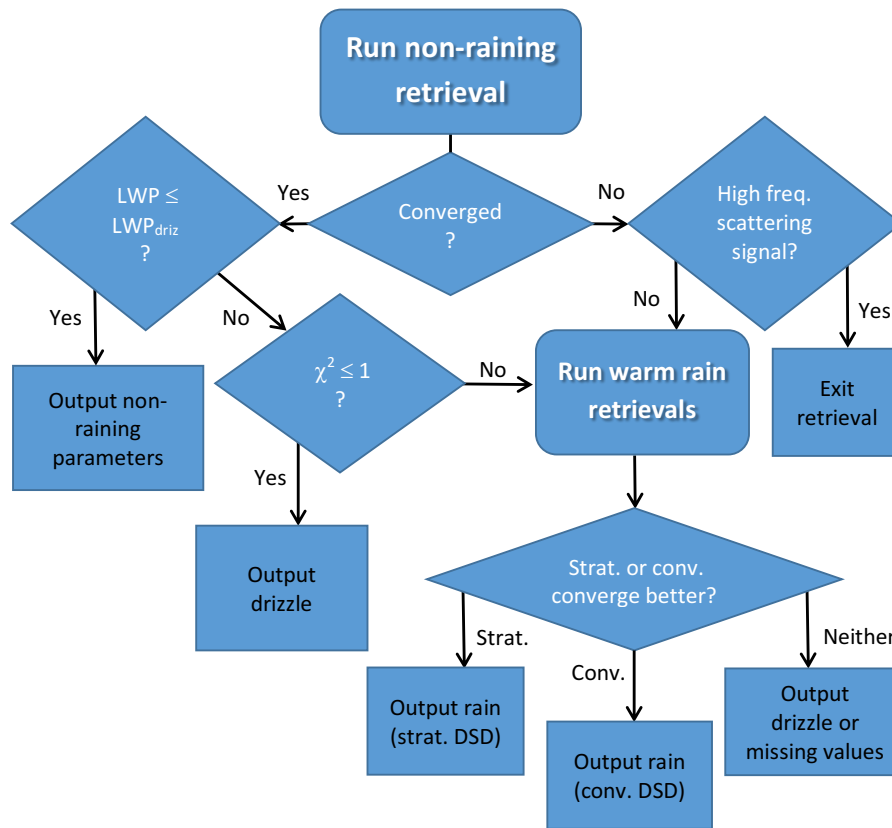 Run non-raining
retrieval
LWP ≤
LWPdriz
?
Yes
Converged
?
No
High freq.
scattering
signal?
Yes
No
No
Yes
Output non-
raining
parameters
χ² ≤ 1
?
No
Run warm rain
retrievals
Exit
retrieval
Yes
Output
drizzle
Strat. or conv.
converge better?
Strat.
Conv.
Neither
Output rain
(strat. DSD)
Output rain
(conv. DSD)
Output
drizzle or
missing values